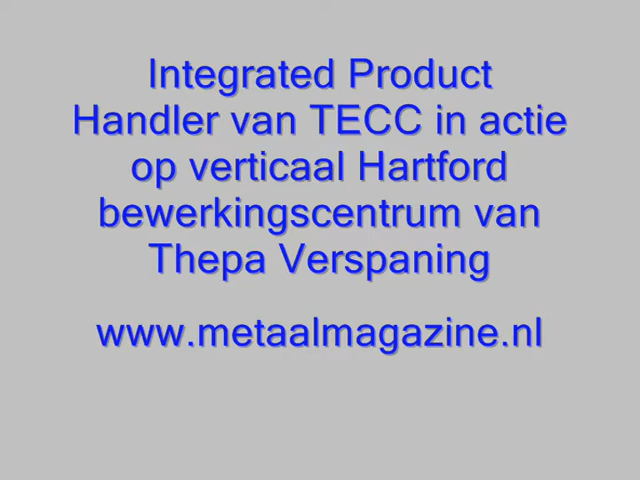 Integrated Product
Handler van TECC in actie
op verticaal Hartford
bewerkingscentrum van
Thepa Verspaning
www.metaalmagazine.nl